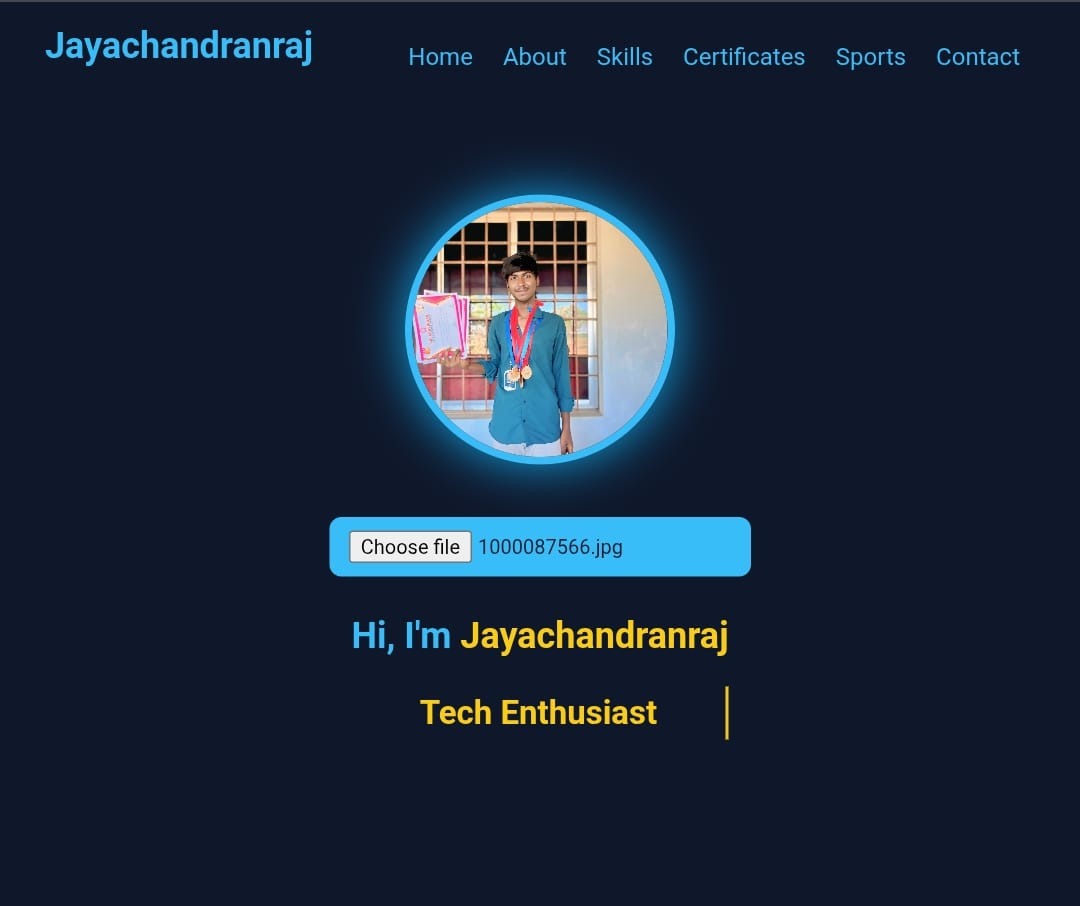 Jayachandranraj
Home About Skills Certificates Sports Contact
Choose file 1000087566.jpg
Hi, I'm Jayachandranraj
Tech Enthusiast